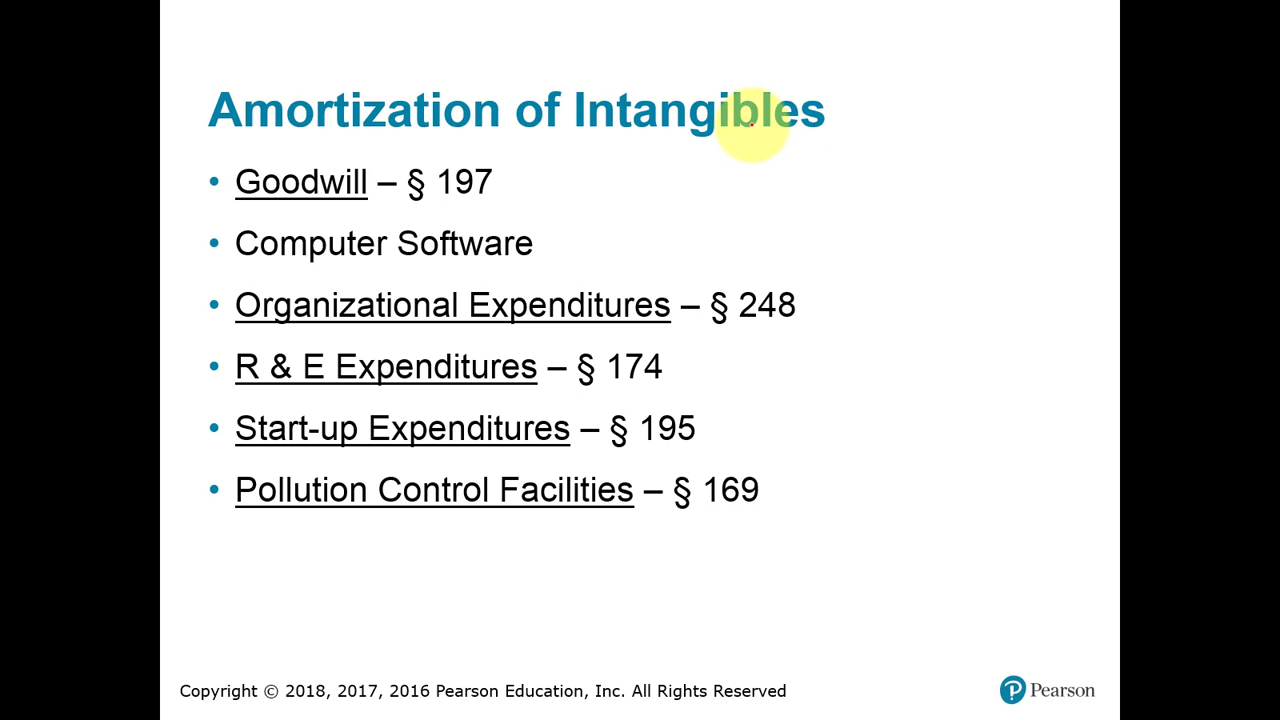 Amortization of Intangibles
• Goodwill – § 197
• Computer Software
• Organizational Expenditures – § 248
• R & E Expenditures – § 174
• Start-up Expenditures – § 195
• Pollution Control Facilities – § 169
Copyright © 2018, 2017, 2016 Pearson Education, Inc. All Rights Reserved
P Pearson